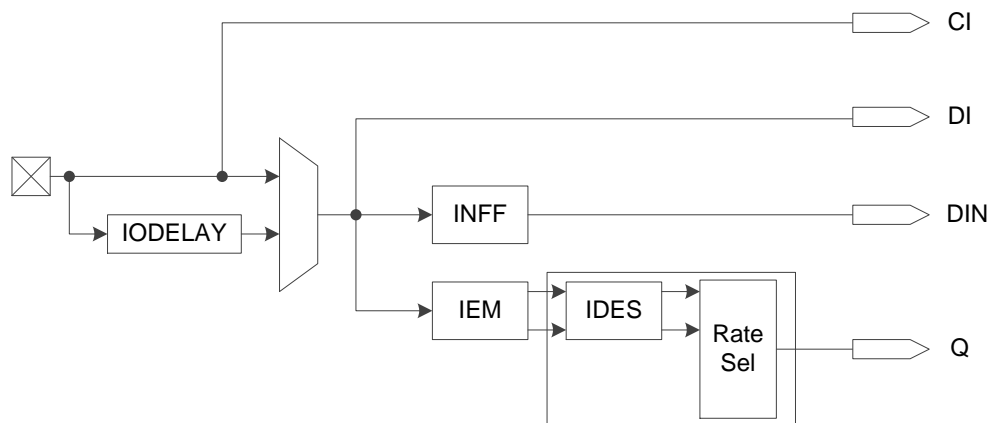 CI
DI
IODELAY
INFF
DIN
IEM
IDES
Rate
Sel
Q